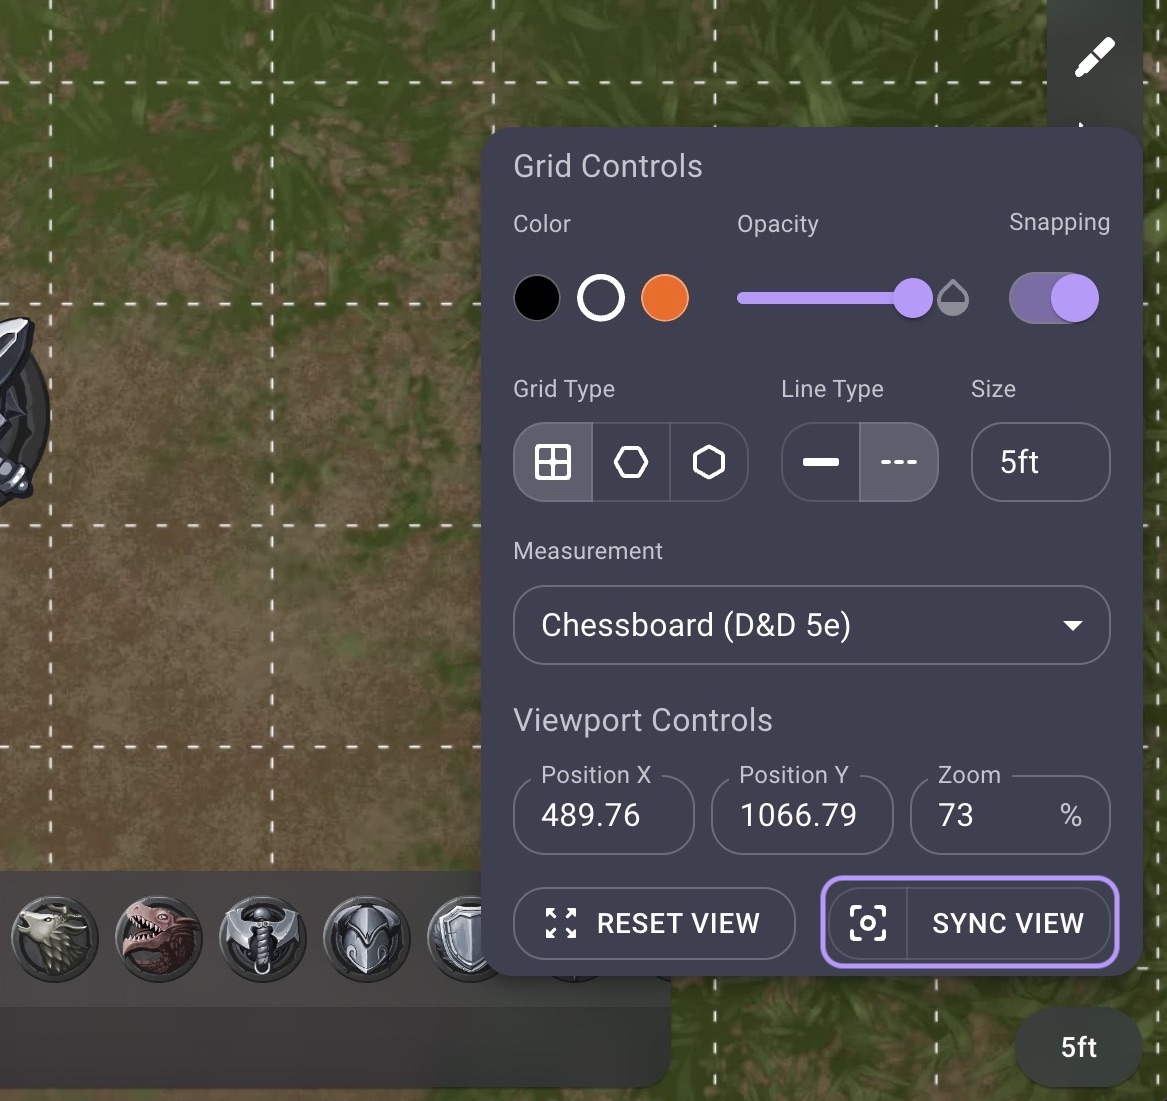 Grid Controls
Color Opacity Snapping
Grid Type Line Type Size
5ft
Measurement
Chessboard (D&D 5e)
Viewport Controls
Position X Position Y Zoom
489.76 1066.79 73 %
RESET VIEW SYNC VIEW
5ft